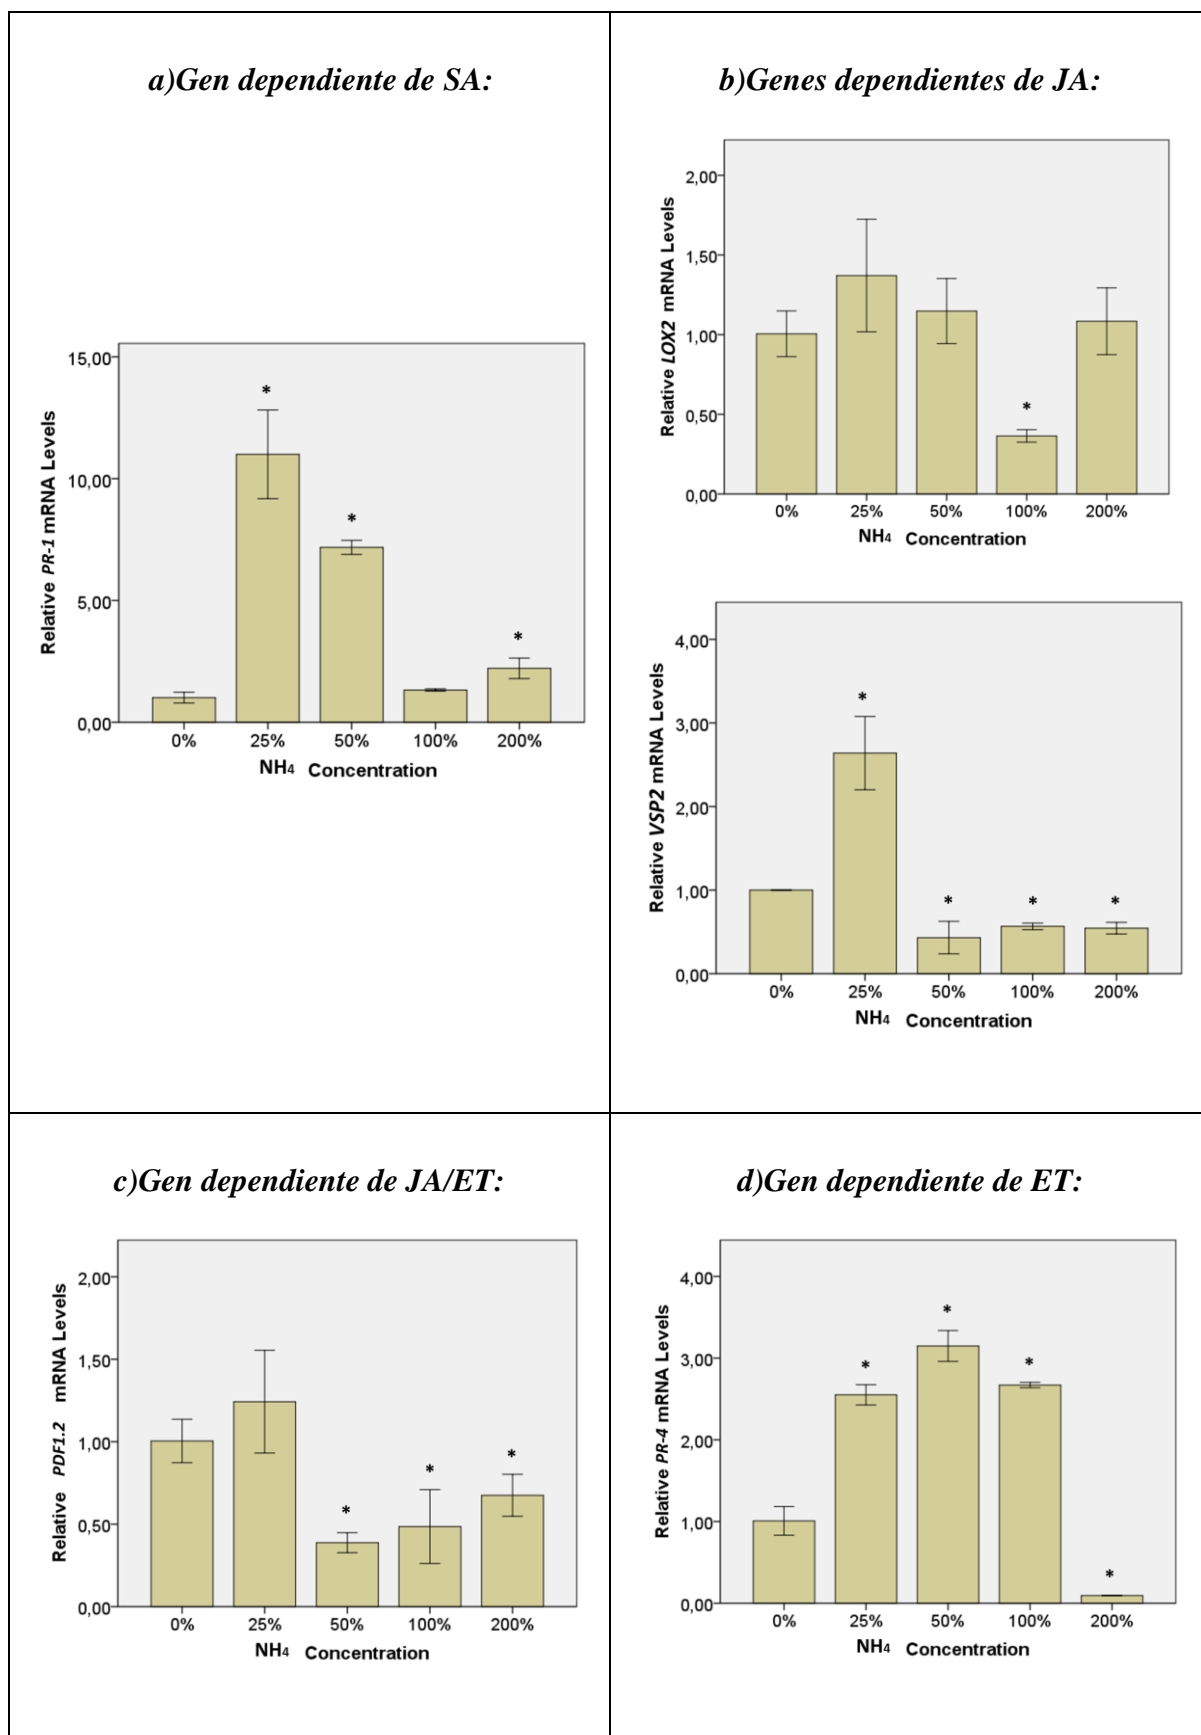 a)Gen dependiente de SA:
15,00
10,00
5,00
0,00
Relative PR-1 mRNA Levels
*
*
*
0% 25% 50% 100% 200%
NH4 Concentration
b)Genes dependientes de JA:
2,00
1,50
1,00
0,50
0,00
Relative LOX2 mRNA Levels
*
0% 25% 50% 100% 200%
NH4 Concentration
4,00
3,00
2,00
1,00
0,00
Relative VSP2 mRNA Levels
*
* * *
0% 25% 50% 100% 200%
NH4 Concentration
c)Gen dependiente de JA/ET:
2,00
1,50
1,00
0,50
0,00
Relative PDF1.2 mRNA Levels
*
*
*
0% 25% 50% 100% 200%
NH4 Concentration
d)Gen dependiente de ET:
4,00
3,00
2,00
1,00
0,00
Relative PR-4 mRNA Levels
*
*
*
*
0% 25% 50% 100% 200%
NH4 Concentration